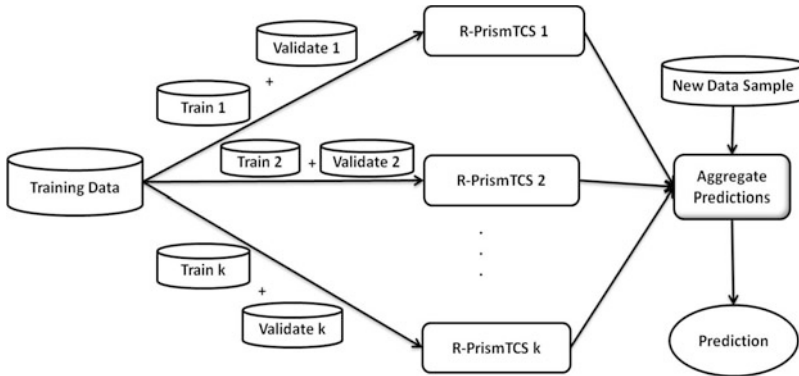 Validate 1
+
Train 1
R-PrismTCS 1
New Data Sample
Training Data
Train 2 + Validate 2
R-PrismTCS 2
Aggregate
Predictions
.
.
.
Train k
+
Validate k
R-PrismTCS k
Prediction